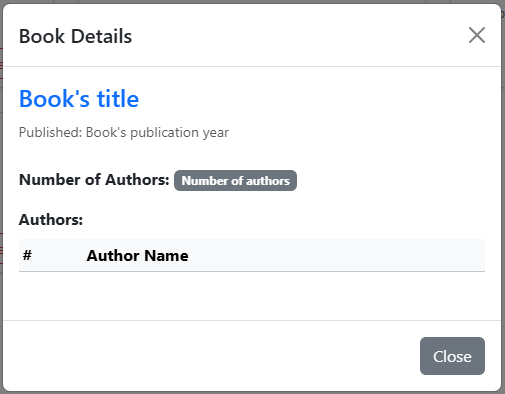 Book Details
Book's title
Published: Book's publication year
Number of Authors: Number of authors
Authors:
# Author Name
Close